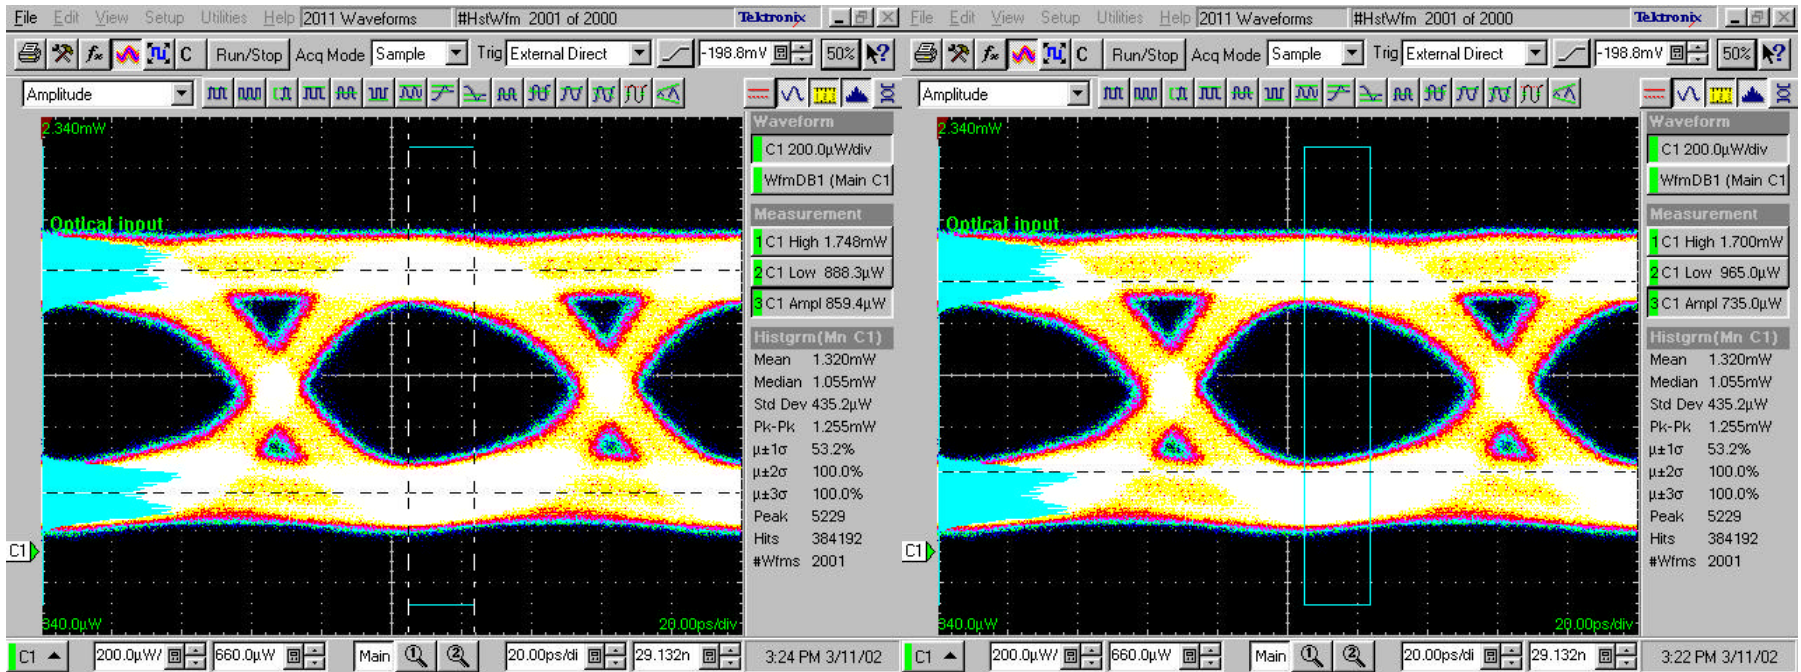 File Edit View Setup Utilities Help 2011 Waveforms #HstWfm 2001 of 2000 Tektronix
C Run/Stop Acq Mode Sample Trig External Direct -198.8mV 50%
Amplitude
2.340mW
Optical input
C1
340.0µW
20.00ps/div
Waveform
C1 200.0µW/div
WfmDB1 (Main C1
Measurement
1 C1 High 1.748mW
2 C1 Low 888.3µW
3 C1 Ampl 859.4µW
Histgrm(Mn C1)
Mean 1.320mW
Median 1.055mW
Std Dev 435.2µW
Pk-Pk 1.255mW
µ±1σ 53.2%
µ±2σ 100.0%
µ±3σ 100.0%
Peak 5229
Hits 384192
#Wfms 2001
C1 200.0µW/ 660.0µW Main 1 2 20.00ps/di 29.132n 3:24 PM 3/11/02
File Edit View Setup Utilities Help 2011 Waveforms #HstWfm 2001 of 2000 Tektronix
C Run/Stop Acq Mode Sample Trig External Direct -198.8mV 50%
Amplitude
2.340mW
Optical input
C1
340.0µW
20.00ps/div
Waveform
C1 200.0µW/div
WfmDB1 (Main C1
Measurement
1 C1 High 1.700mW
2 C1 Low 965.0µW
3 C1 Ampl 735.0µW
Histgrm(Mn C1)
Mean 1.320mW
Median 1.055mW
Std Dev 435.2µW
Pk-Pk 1.255mW
µ±1σ 53.2%
µ±2σ 100.0%
µ±3σ 100.0%
Peak 5229
Hits 384192
#Wfms 2001
C1 200.0µW/ 660.0µW Main 1 2 20.00ps/di 29.132n 3:22 PM 3/11/02